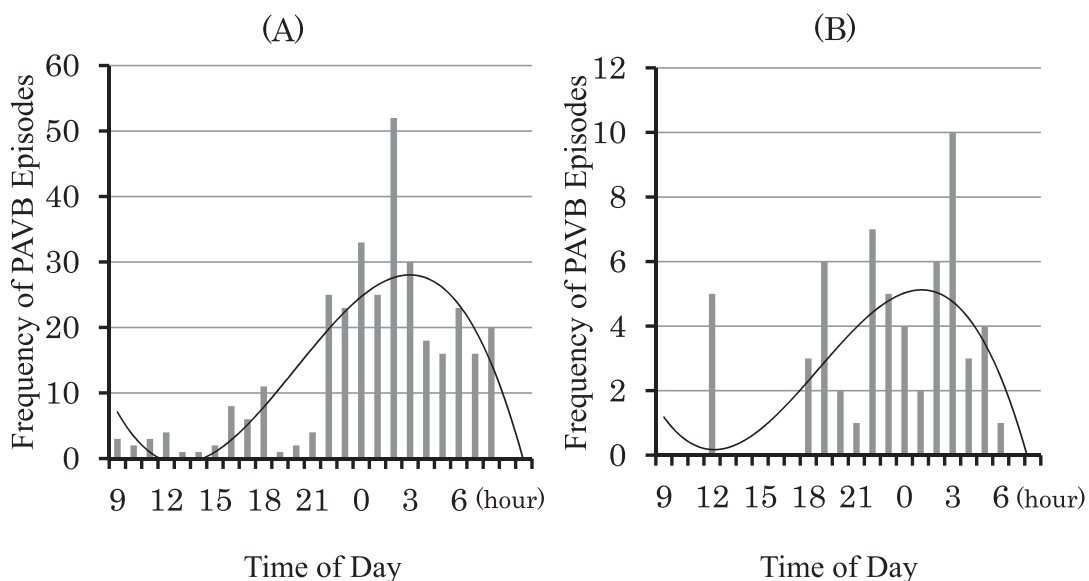 (A)
Frequency of PAVB Episodes
60
50
40
30
20
10
0
9 12 15 18 21 0 3 6 (hour)
Time of Day
(B)
Frequency of PAVB Episodes
12
10
8
6
4
2
0
9 12 15 18 21 0 3 6 (hour)
Time of Day